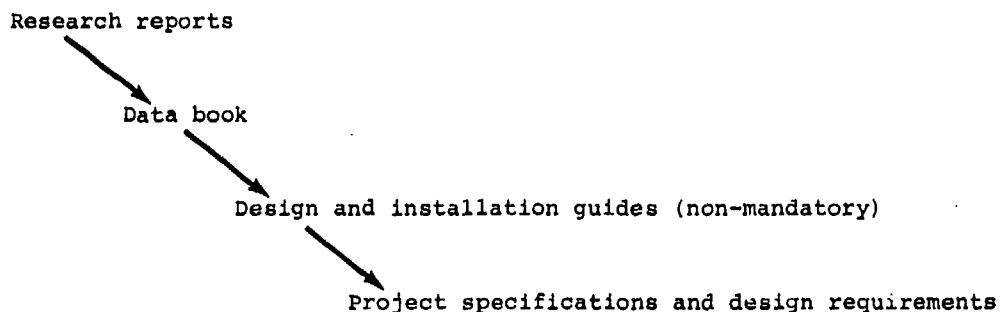 Research reports
Data book
Design and installation guides (non-mandatory)
Project specifications and design requirements